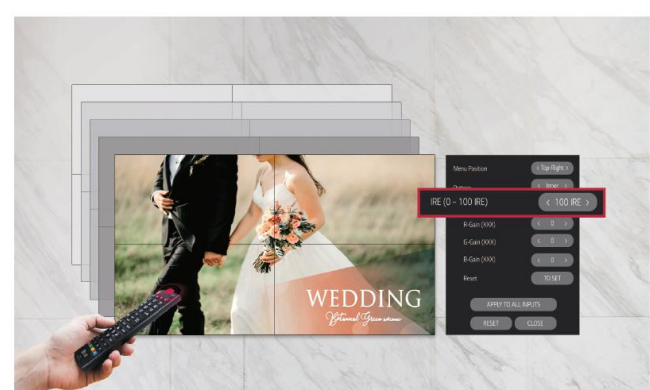 WEDDING
Menu Position
< Top-Right >
< Inner >
IRE (0 ~ 100 IRE)
< 100 IRE >
R-Gain (XXX)
< 0 >
G-Gain (XXX)
< 0 >
B-Gain (XXX)
< 0 >
Reset
TO SET
APPLY TO ALL INPUTS
RESET
CLOSE